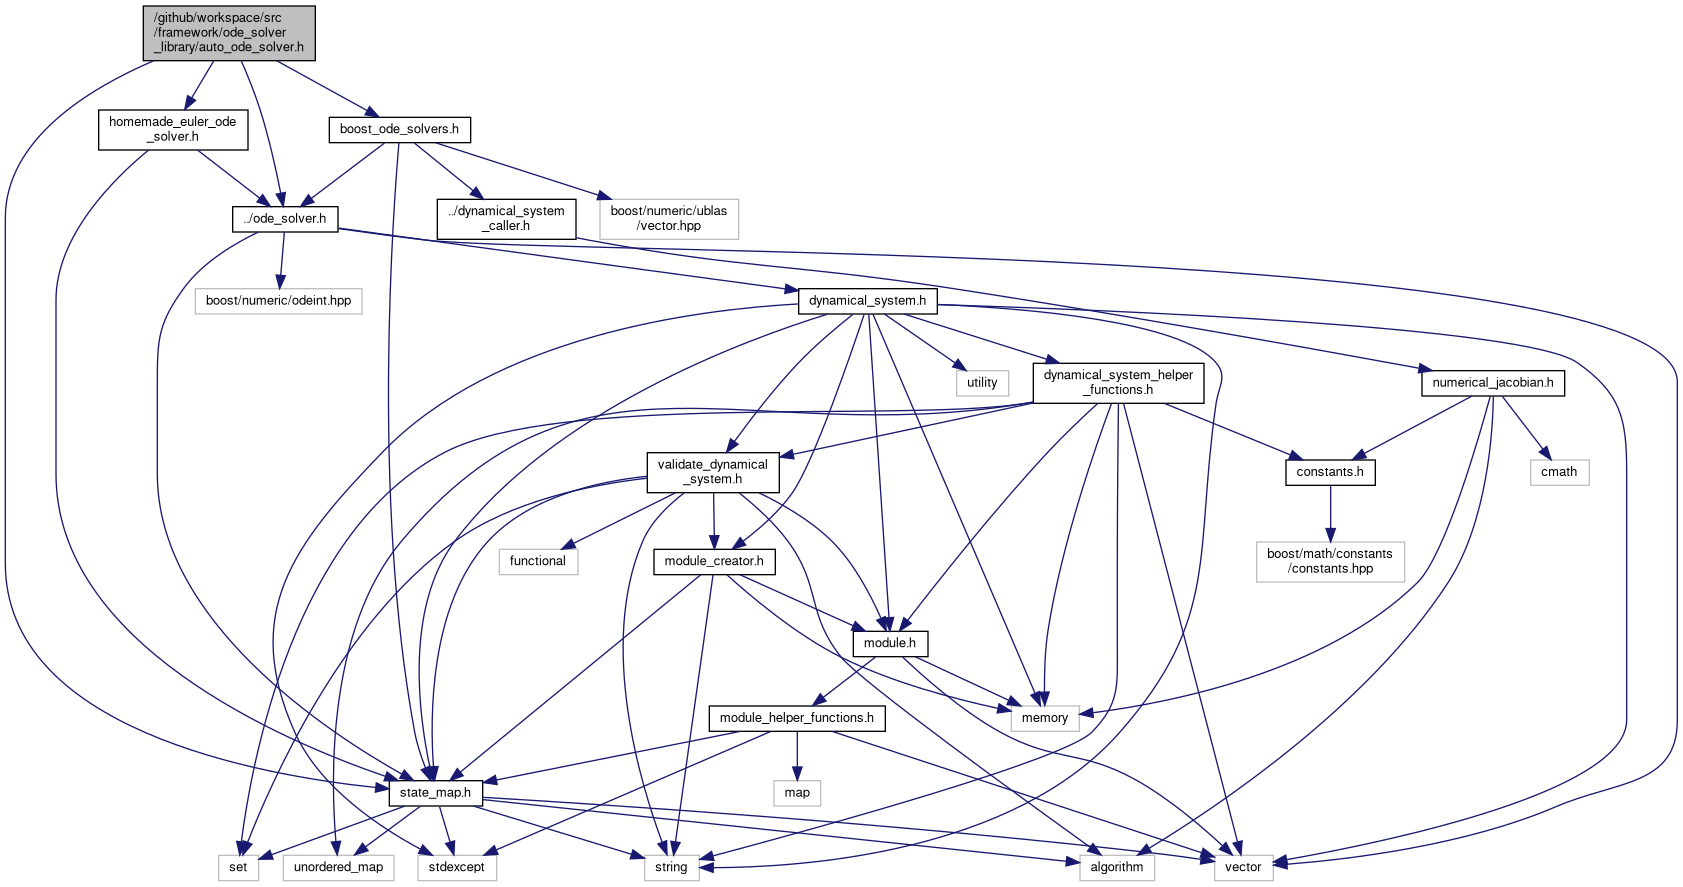 /github/workspace/src
/framework/ode_solver
_library/auto_ode_solver.h
homemade_euler_ode
_solver.h
boost_ode_solvers.h
../ode_solver.h
../dynamical_system
_caller.h
boost/numeric/ublas
/vector.hpp
boost/numeric/odeint.hpp
dynamical_system.h
utility
dynamical_system_helper
_functions.h
numerical_jacobian.h
validate_dynamical
_system.h
constants.h
cmath
functional
module_creator.h
boost/math/constants
/constants.hpp
module.h
module_helper_functions.h
memory
state_map.h
map
set
unordered_map
stdexcept
string
algorithm
vector